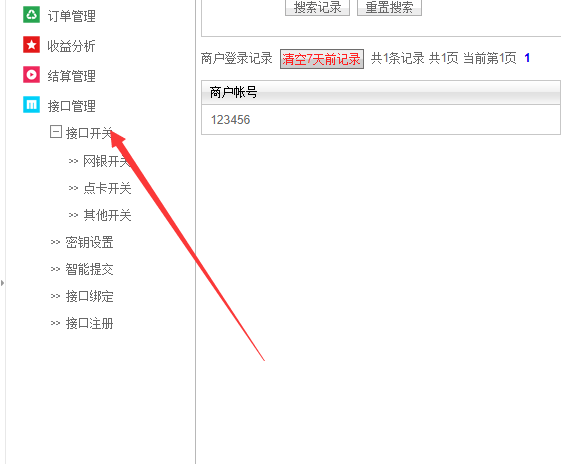 订单管理
收益分析
结算管理
接口管理
接口开关
>> 网银开关
>> 点卡开关
>> 其他开关
>> 密钥设置
>> 智能提交
>> 接口绑定
>> 接口注册
搜索记录 重置搜索
商户登录记录 清空7天前记录 共1条记录 共1页 当前第1页 1
商户帐号
123456